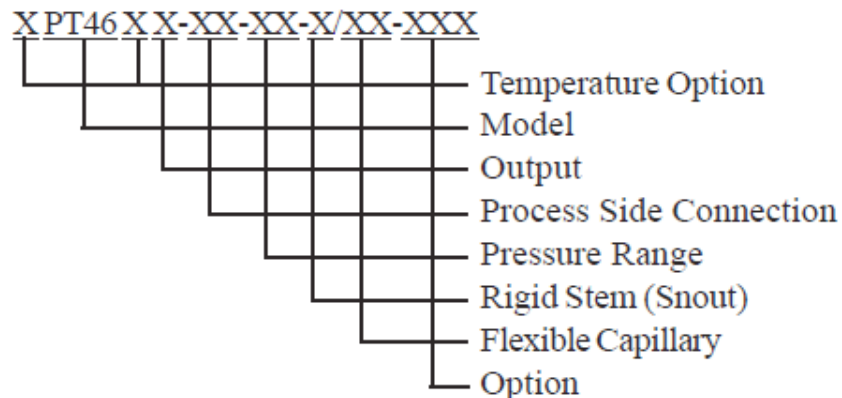 X PT46 X X-XX-XX-X/XX-XXX
Temperature Option
Model
Output
Process Side Connection
Pressure Range
Rigid Stem (Snout)
Flexible Capillary
Option